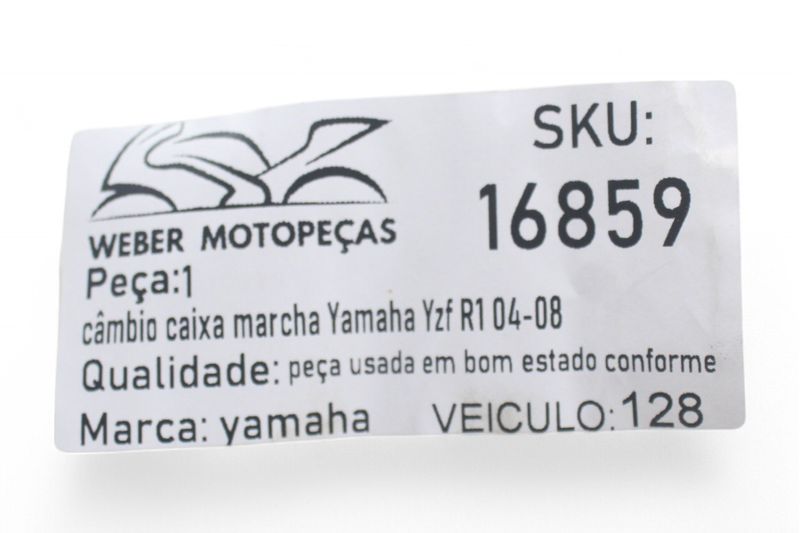 SKU:
16859
WEBER MOTOPEÇAS
Peça:1
câmbio caixa marcha Yamaha Yzf R1 04-08
Qualidade: peça usada em bom estado conforme
Marca: yamaha VEICULO: 128